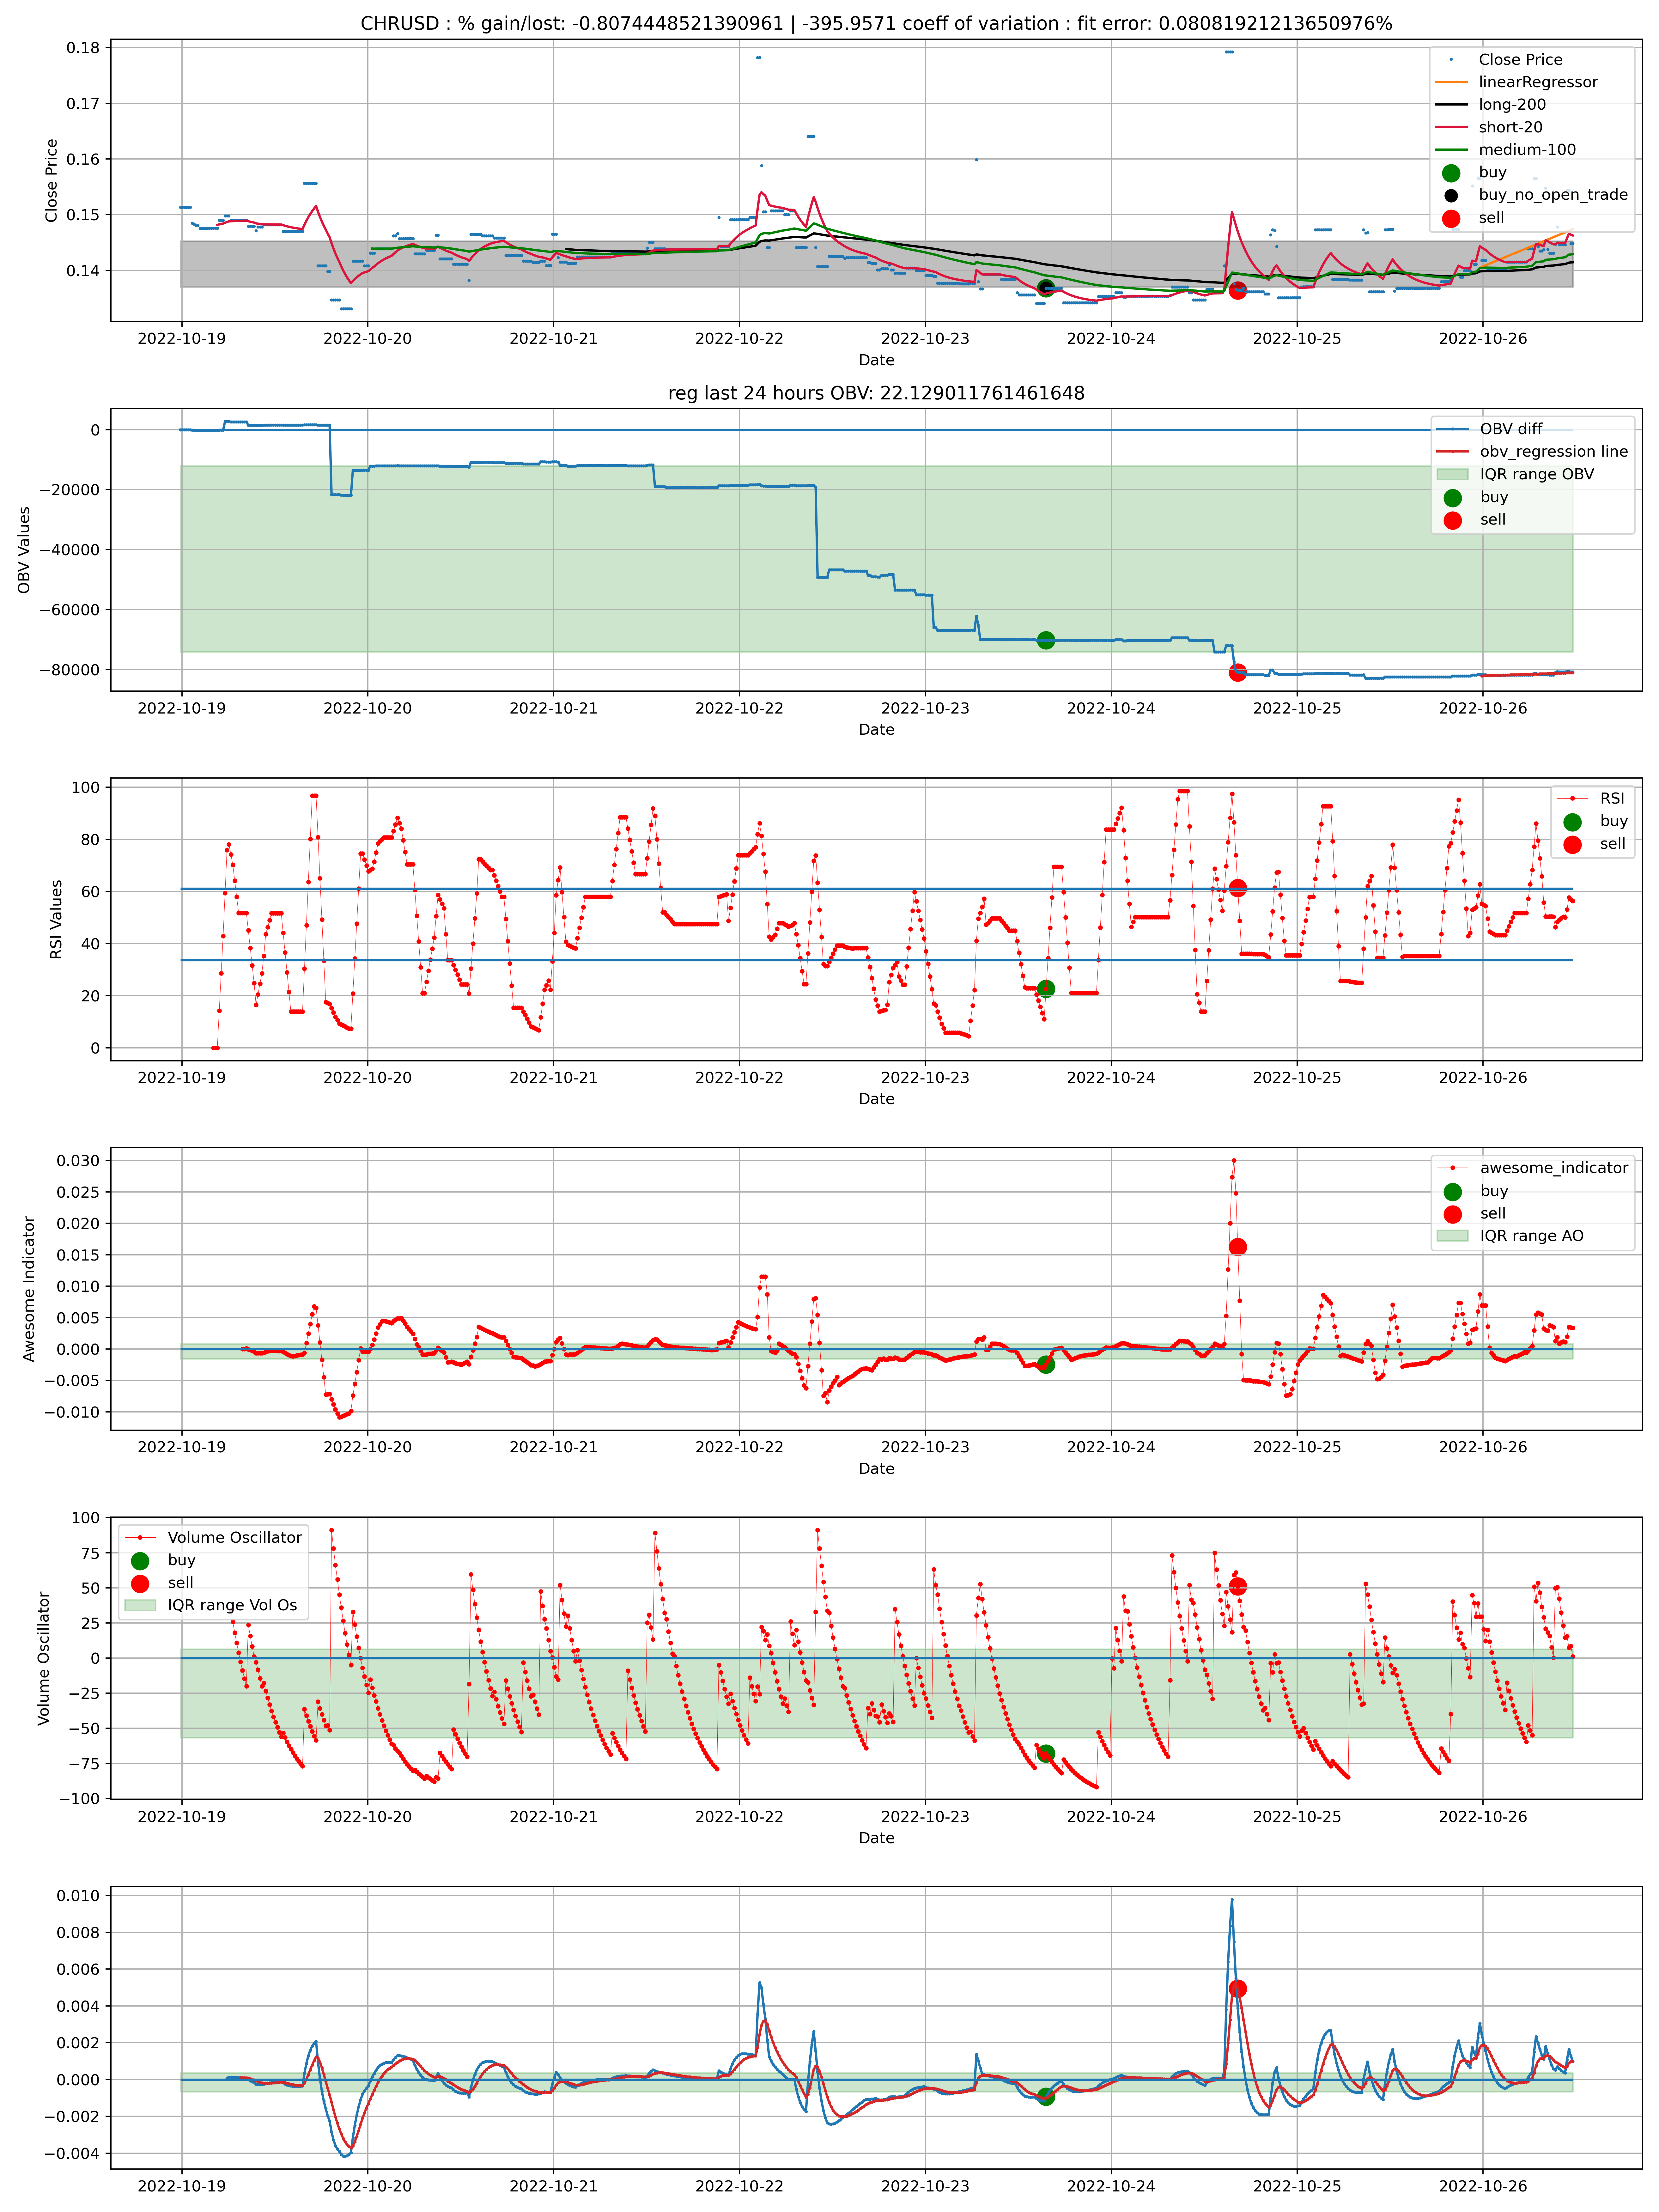 CHRUSD : % gain/lost: -0.8074448521390961 | -395.9571 coeff of variation : fit error: 0.08081921213650976%
0.18
0.17
0.16
0.15
0.14
Close Price
Close Price
linearRegressor
long-200
short-20
medium-100
buy
buy_no_open_trade
sell
2022-10-19 2022-10-20 2022-10-21 2022-10-22 2022-10-23 2022-10-24 2022-10-25 2022-10-26
Date
reg last 24 hours OBV: 22.129011761461648
0
−20000
−40000
−60000
−80000
OBV Values
OBV diff
obv_regression line
IQR range OBV
buy
sell
2022-10-19 2022-10-20 2022-10-21 2022-10-22 2022-10-23 2022-10-24 2022-10-25 2022-10-26
Date
100
80
60
40
20
0
RSI Values
RSI
buy
sell
2022-10-19 2022-10-20 2022-10-21 2022-10-22 2022-10-23 2022-10-24 2022-10-25 2022-10-26
Date
0.030
0.025
0.020
0.015
0.010
0.005
0.000
−0.005
−0.010
Awesome Indicator
awesome_indicator
buy
sell
IQR range AO
2022-10-19 2022-10-20 2022-10-21 2022-10-22 2022-10-23 2022-10-24 2022-10-25 2022-10-26
Date
100
75
50
25
0
−25
−50
−75
−100
Volume Oscillator
Volume Oscillator
buy
sell
IQR range Vol Os
2022-10-19 2022-10-20 2022-10-21 2022-10-22 2022-10-23 2022-10-24 2022-10-25 2022-10-26
Date
0.010
0.008
0.006
0.004
0.002
0.000
−0.002
−0.004
2022-10-19 2022-10-20 2022-10-21 2022-10-22 2022-10-23 2022-10-24 2022-10-25 2022-10-26